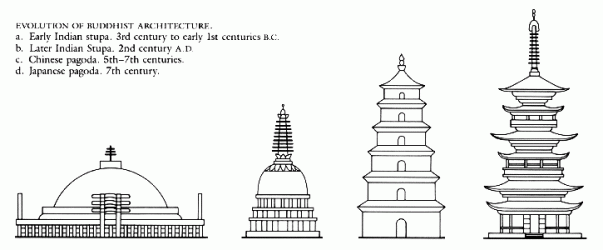 EVOLUTION OF BUDDHIST ARCHITECTURE.
a. Early Indian stupa. 3rd century to early 1st centuries B.C.
b. Later Indian Stupa. 2nd century A.D.
c. Chinese pagoda. 5th–7th centuries.
d. Japanese pagoda. 7th century.